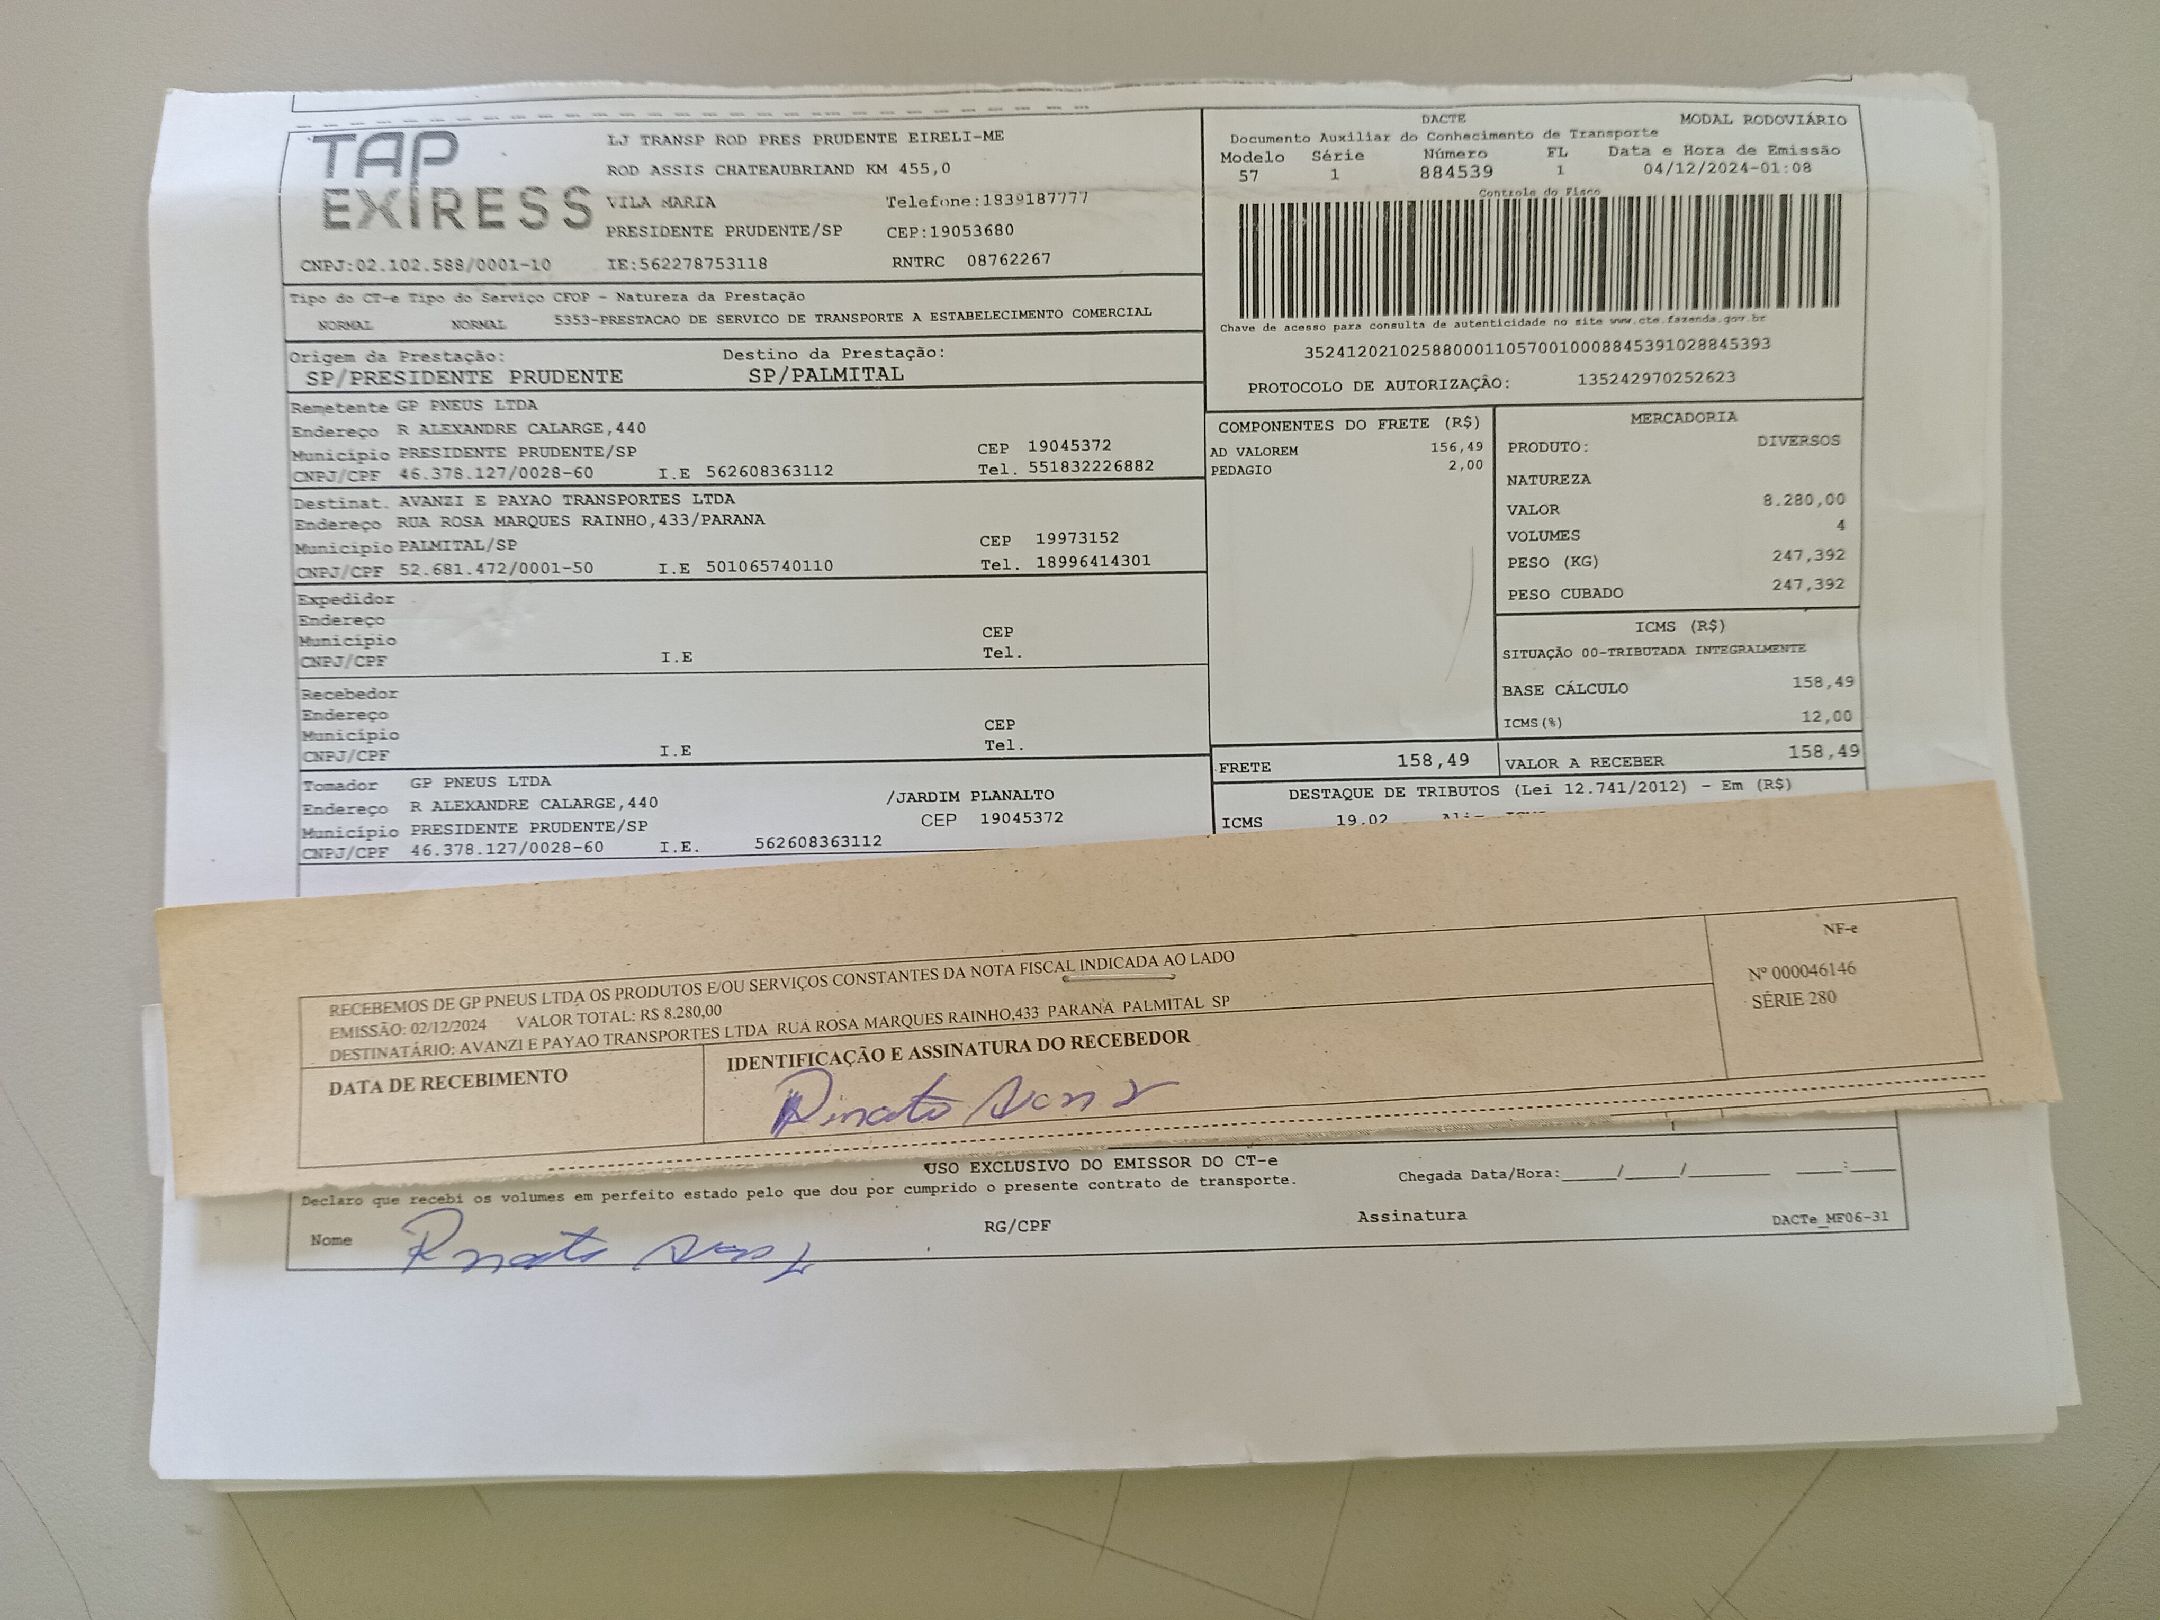 TAP
EXPRESS
LJ TRANSP ROD PRES PRUDENTE EIRELI-ME
ROD ASSIS CHATEAUBRIAND KM 455,0
VILA MARIA Telefone:1839187777
PRESIDENTE PRUDENTE/SP CEP:19053680
CNPJ:02.102.588/0001-10 IE:562278753118 RNTRC 08762267
DACTE MODAL RODOVIÁRIO
Documento Auxiliar do Conhecimento de Transporte
Modelo Série Número FL Data e Hora de Emissão
57 1 884539 1 04/12/2024-01:08
Controle do Fisco
Chave de acesso para consulta de autenticidade no site www.cte.fazenda.gov.br
35241202102588000110570010008845391028845393
PROTOCOLO DE AUTORIZAÇÃO: 135242970252623
Tipo do CT-e Tipo do Serviço CFOP - Natureza da Prestação
NORMAL NORMAL 5353-PRESTACAO DE SERVICO DE TRANSPORTE A ESTABELECIMENTO COMERCIAL
Origem da Prestação: Destino da Prestação:
SP/PRESIDENTE PRUDENTE SP/PALMITAL
Remetente GP PNEUS LTDA
Endereço R ALEXANDRE CALARGE,440
Município PRESIDENTE PRUDENTE/SP CEP 19045372
CNPJ/CPF 46.378.127/0028-60 I.E 562608363112 Tel. 551832226882
Destinat. AVANZI E PAYAO TRANSPORTES LTDA
Endereço RUA ROSA MARQUES RAINHO,433/PARANA
Município PALMITAL/SP CEP 19973152
CNPJ/CPF 52.681.472/0001-50 I.E 501065740110 Tel. 18996414301
Expedidor
Endereço
Município CEP
CNPJ/CPF I.E Tel.
Recebedor
Endereço
Município CEP
CNPJ/CPF I.E Tel.
Tomador GP PNEUS LTDA
Endereço R ALEXANDRE CALARGE,440 /JARDIM PLANALTO
Município PRESIDENTE PRUDENTE/SP CEP 19045372
CNPJ/CPF 46.378.127/0028-60 I.E. 562608363112
COMPONENTES DO FRETE (R$)
AD VALOREM 156,49
PEDAGIO 2,00
MERCADORIA
PRODUTO: DIVERSOS
NATUREZA
VALOR 8.280,00
VOLUMES 4
PESO (KG) 247,392
PESO CUBADO 247,392
ICMS (R$)
SITUAÇÃO 00-TRIBUTADA INTEGRALMENTE
BASE CÁLCULO 158,49
ICMS(%) 12,00
FRETE 158,49 VALOR A RECEBER 158,49
DESTAQUE DE TRIBUTOS (Lei 12.741/2012) - Em (R$)
ICMS 19,02
RECEBEMOS DE GP PNEUS LTDA OS PRODUTOS E/OU SERVIÇOS CONSTANTES DA NOTA FISCAL INDICADA AO LADO
EMISSÃO: 02/12/2024 VALOR TOTAL: R$ 8.280,00
DESTINATÁRIO: AVANZI E PAYAO TRANSPORTES LTDA RUA ROSA MARQUES RAINHO,433 PARANA PALMITAL SP
DATA DE RECEBIMENTO IDENTIFICAÇÃO E ASSINATURA DO RECEBEDOR
Renato
NF-e
Nº 000046146
SÉRIE 280
USO EXCLUSIVO DO EMISSOR DO CT-e
Declaro que recebi os volumes em perfeito estado pelo que dou por cumprido o presente contrato de transporte. Chegada Data/Hora:_____/_____/_______ ____:____
Nome Renato RG/CPF Assinatura DACTe_MF06-31